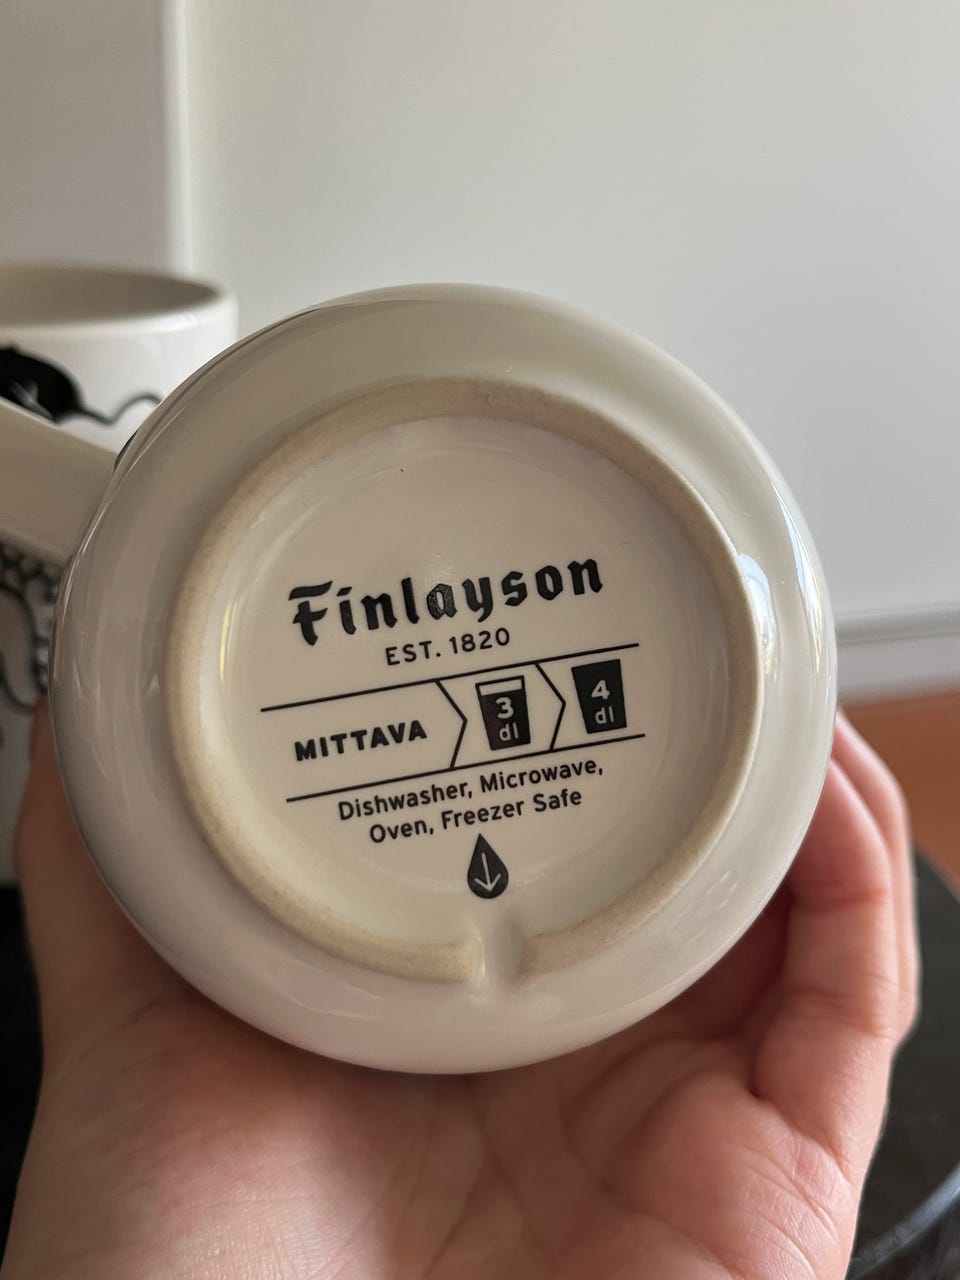 Finlayson
EST. 1820
MITTAVA 3 dl 4 dl
Dishwasher, Microwave,
Oven, Freezer Safe